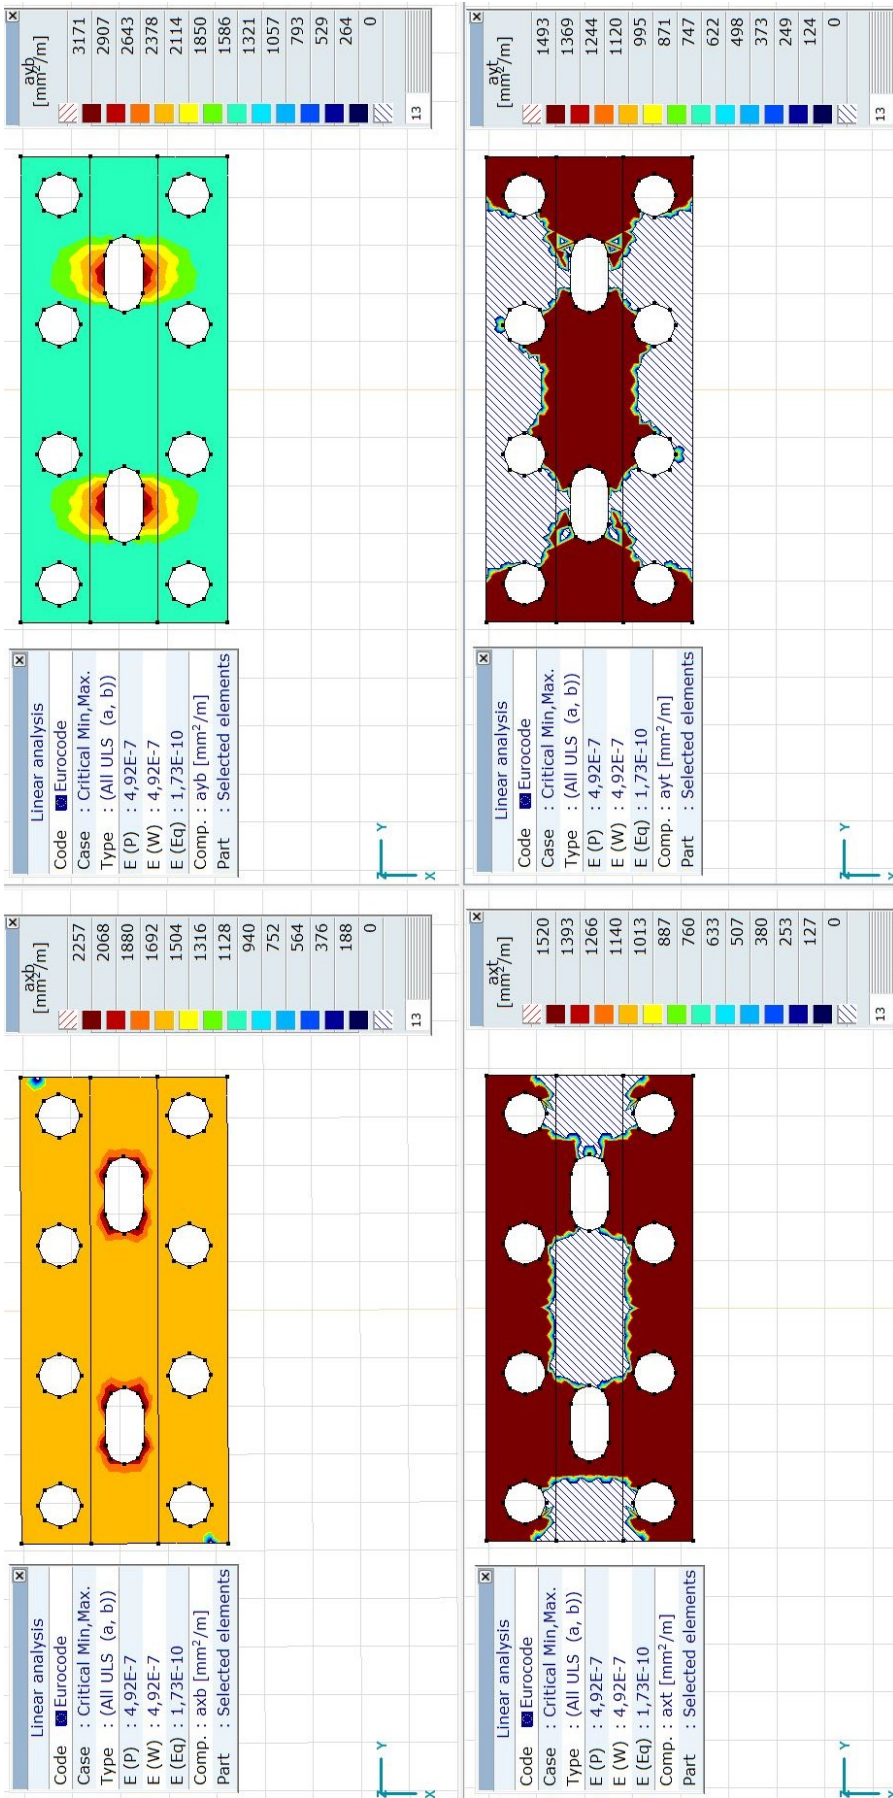 Linear analysis
Code Eurocode
Case : Critical Min,Max.
Type : (All ULS (a, b))
E (P) : 4,92E-7
E (W) : 4,92E-7
E (Eq) : 1,73E-10
Comp. : axb [mm²/m]
Part : Selected elements
axb
[mm²/m]
2257
2068
1880
1692
1504
1316
1128
940
752
564
376
188
0
13
Y
X
Linear analysis
Code Eurocode
Case : Critical Min,Max.
Type : (All ULS (a, b))
E (P) : 4,92E-7
E (W) : 4,92E-7
E (Eq) : 1,73E-10
Comp. : ayb [mm²/m]
Part : Selected elements
ayb
[mm²/m]
3171
2907
2643
2378
2114
1850
1586
1321
1057
793
529
264
0
13
Y
X
Linear analysis
Code Eurocode
Case : Critical Min,Max.
Type : (All ULS (a, b))
E (P) : 4,92E-7
E (W) : 4,92E-7
E (Eq) : 1,73E-10
Comp. : axt [mm²/m]
Part : Selected elements
axt
[mm²/m]
1520
1393
1266
1140
1013
887
760
633
507
380
253
127
0
13
Y
Linear analysis
Code Eurocode
Case : Critical Min,Max.
Type : (All ULS (a, b))
E (P) : 4,92E-7
E (W) : 4,92E-7
E (Eq) : 1,73E-10
Comp. : ayt [mm²/m]
Part : Selected elements
ayt
[mm²/m]
1493
1369
1244
1120
995
871
747
622
498
373
249
124
0
13
Y